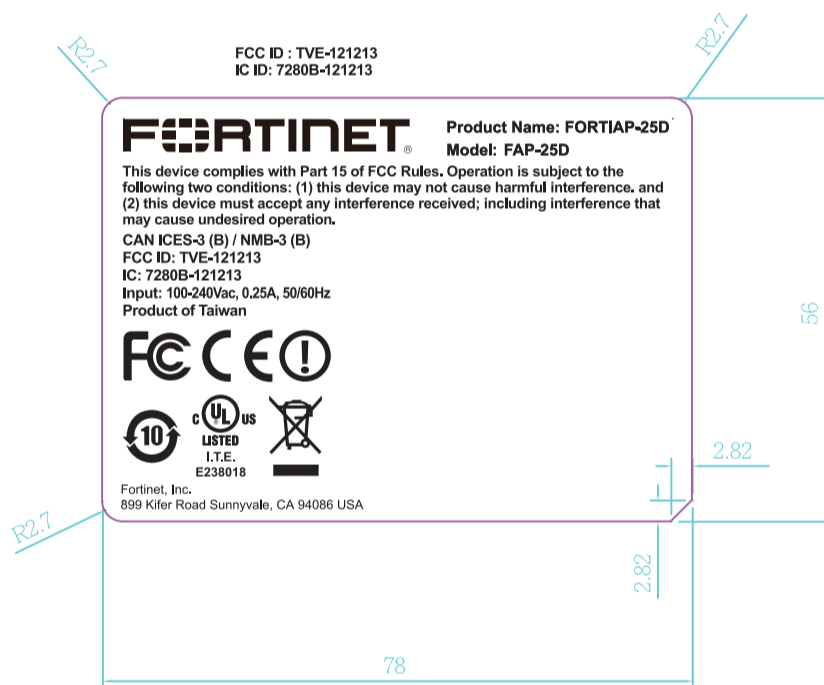 R2.7
R2.7
FCC ID : TVE-121213
IC ID: 7280B-121213
FORTINET®
Product Name: FORTIAP-25D
Model: FAP-25D
This device complies with Part 15 of FCC Rules. Operation is subject to the
following two conditions: (1) this device may not cause harmful interference. and
(2) this device must accept any interference received; including interference that
may cause undesired operation.
CAN ICES-3 (B) / NMB-3 (B)
FCC ID: TVE-121213
IC: 7280B-121213
Input: 100-240Vac, 0.25A, 50/60Hz
Product of Taiwan
56
FC CE !
10
C UL US
LISTED
I.T.E.
E238018
2.82
Fortinet, Inc.
899 Kifer Road Sunnyvale, CA 94086 USA
R2.7
2.82
78